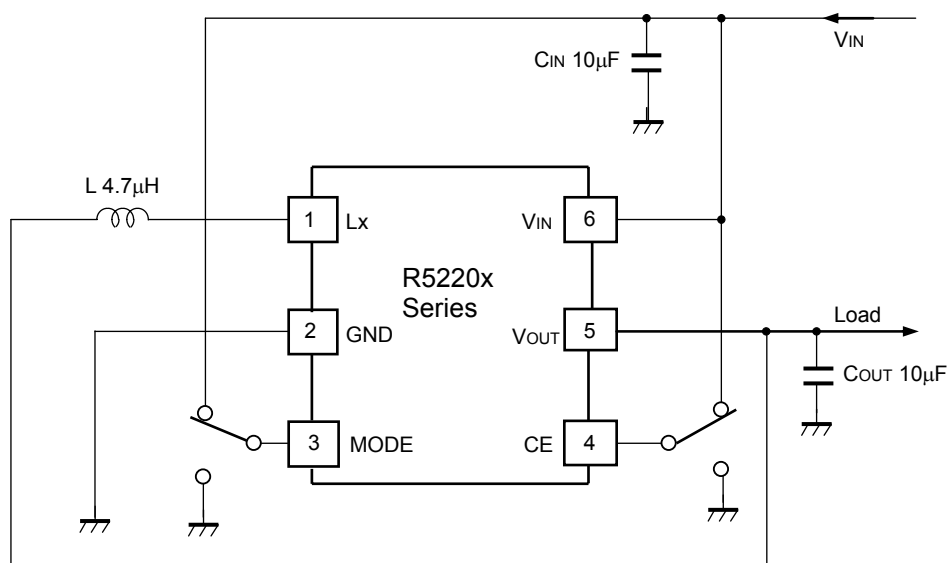 VIN
CIN 10μF
L 4.7μH
1
Lx
VIN
6
R5220x
Series
2
GND
VOUT
5
Load
COUT 10μF
3
MODE
CE
4